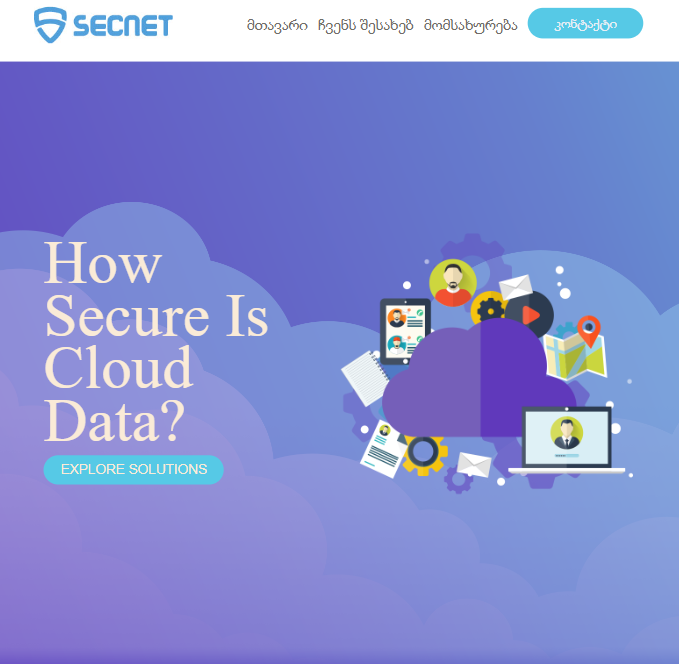 SECNET
მთავარი ჩვენს შესახებ მომსახურება კონტაქტი
How
Secure Is
Cloud
Data?
EXPLORE SOLUTIONS